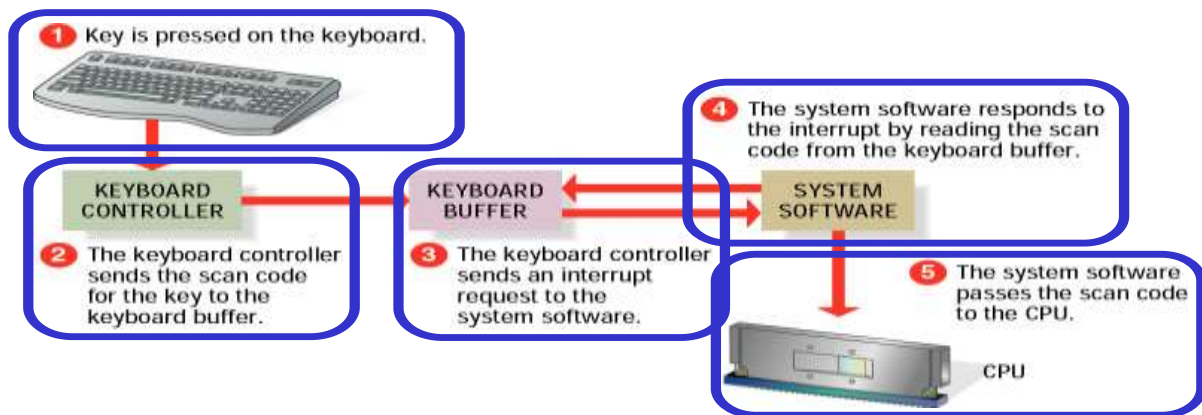 1 Key is pressed on the keyboard.
KEYBOARD
CONTROLLER
2 The keyboard controller
sends the scan code
for the key to the
keyboard buffer.
KEYBOARD
BUFFER
3 The keyboard controller
sends an interrupt
request to the
system software.
4 The system software responds to
the interrupt by reading the scan
code from the keyboard buffer.
SYSTEM
SOFTWARE
5 The system software
passes the scan code
to the CPU.
CPU